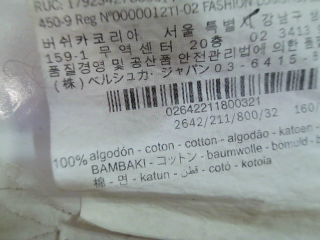 450-9 Reg N°0000012TI-02 FASHION
버쉬카코리아. 서울 특별시 강남구
159-1 무역센터 20층 02 3413
품질경영 및 공산품 안전관리법에 의한 품질
(株) ベルシュカ・ジャパン 03-6415-
02642211800321
2642/211/800/32 160/
100% algodón - coton - cotton - algodão - katoen
BAMBAKI - コットン - baumwolle - bomuld -
棉 - 면 - katun - قطن - cotó - kotoia